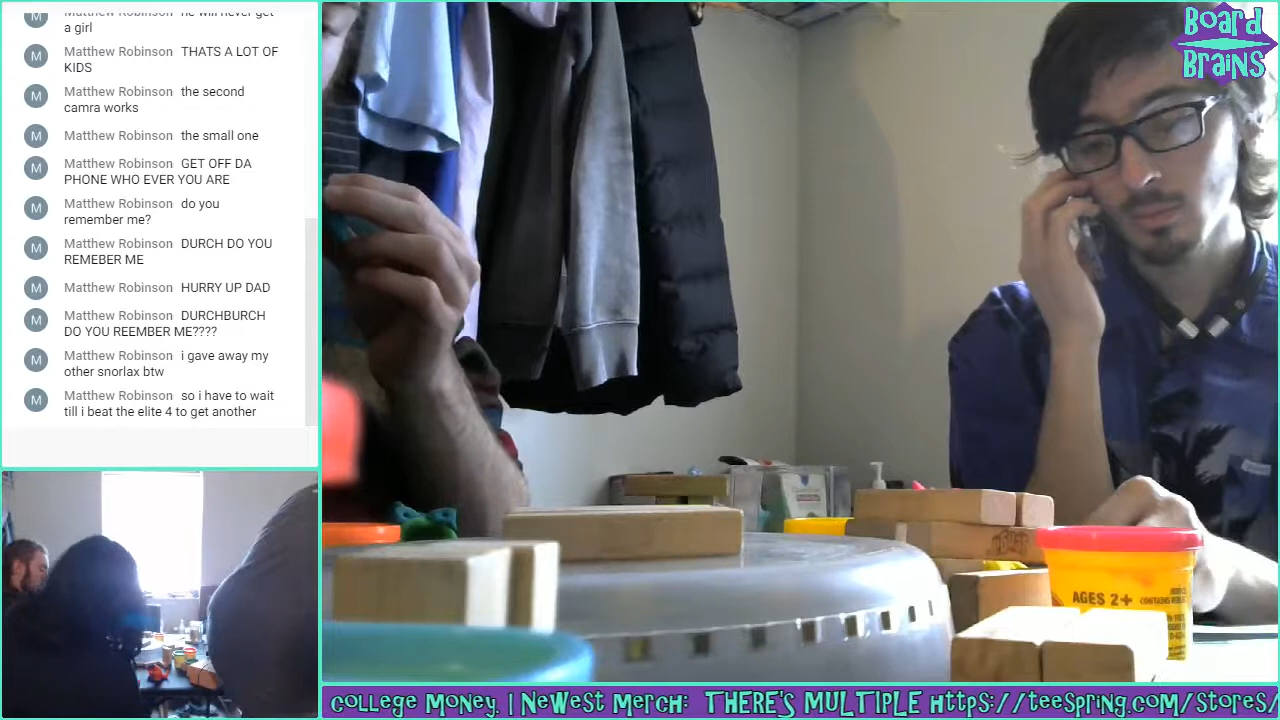 he will never get
a girl
M Matthew Robinson THATS A LOT OF
KIDS
M Matthew Robinson the second
camra works
M Matthew Robinson the small one
M Matthew Robinson GET OFF DA
PHONE WHO EVER YOU ARE
M Matthew Robinson do you
remember me?
M Matthew Robinson DURCH DO YOU
REMEBER ME
M Matthew Robinson HURRY UP DAD
M Matthew Robinson DURCHBURCH
DO YOU REEMBER ME????
M Matthew Robinson i gave away my
other snorlax btw
M Matthew Robinson so i have to wait
till i beat the elite 4 to get another
Board
BraiNS
AGES 2+
college Money. | Newest Merch: THERE'S MULTIPLE https://teespring.com/stores/